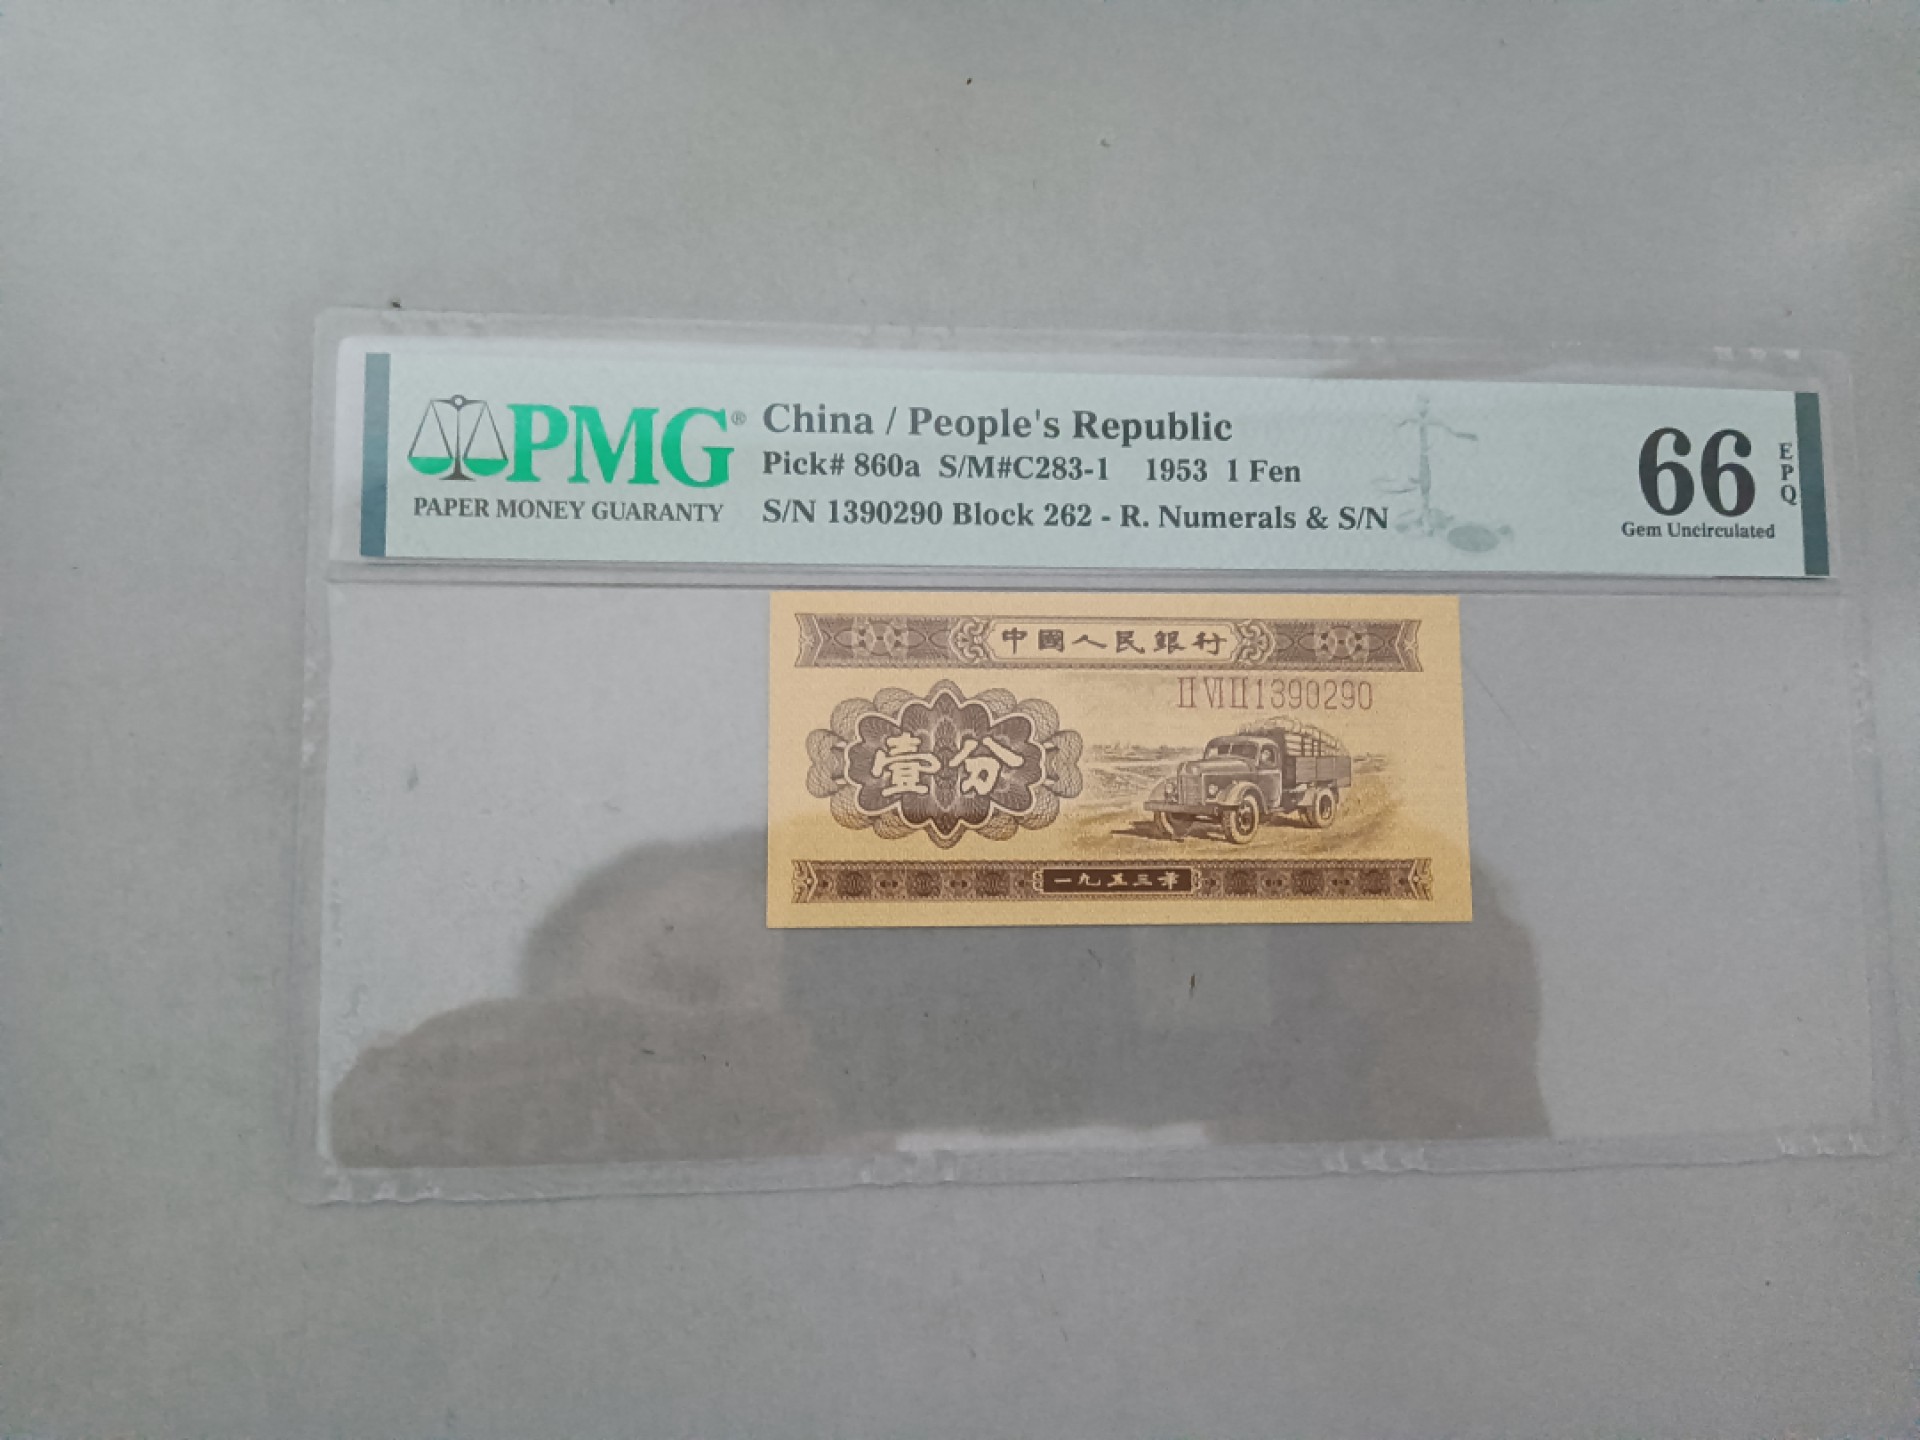 PMG®
PAPER MONEY GUARANTY
China / People's Republic
Pick# 860a S/M#C283-1 1953 1 Fen
S/N 1390290 Block 262 - R. Numerals & S/N
66
EPQ
Gem Uncirculated
中國人民銀行
II VI II 1390290
壹分
一九五三年